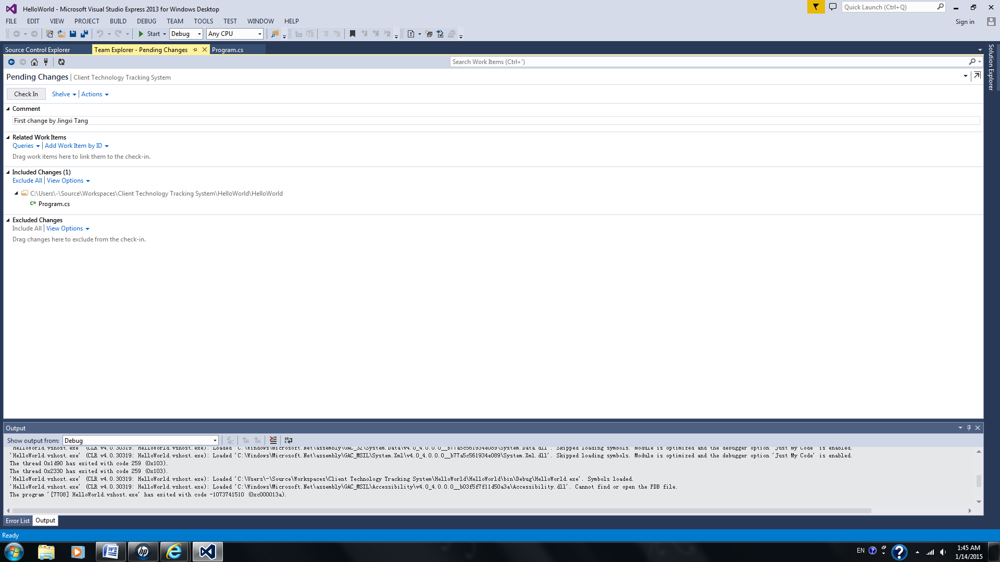 HelloWorld - Microsoft Visual Studio Express 2013 for Windows Desktop
Quick Launch (Ctrl+Q)
FILE EDIT VIEW PROJECT BUILD DEBUG TEAM TOOLS TEST WINDOW HELP
Sign in
Start Debug Any CPU
Source Control Explorer Team Explorer - Pending Changes Program.cs
Solution Explorer
Search Work Items (Ctrl+')
Pending Changes | Client Technology Tracking System
Check In Shelve Actions
Comment
First change by Jingxi Tang
Related Work Items
Queries Add Work Item by ID
Drag work items here to link them to the check-in.
Included Changes (1)
Exclude All View Options
C:\Users\-\Source\Workspaces\Client Technology Tracking System\HelloWorld\HelloWorld
C# Program.cs
Excluded Changes
Include All View Options
Drag changes here to exclude from the check-in.
Output
Show output from: Debug
'HelloWorld.vshost.exe' (CLR v4.0.30319: HelloWorld.vshost.exe): Loaded 'C:\Windows\Microsoft.Net\assembly\GAC_32\System.Data\v4.0_4.0.0.0__b77a5c561934e089\System.Data.dll'. Skipped loading symbols. Module is optimized and the debugger option 'Just My Code' is enabled.
'HelloWorld.vshost.exe' (CLR v4.0.30319: HelloWorld.vshost.exe): Loaded 'C:\Windows\Microsoft.Net\assembly\GAC_MSIL\System.Xml\v4.0_4.0.0.0__b77a5c561934e089\System.Xml.dll'. Skipped loading symbols. Module is optimized and the debugger option 'Just My Code' is enabled.
The thread 0x1d90 has exited with code 259 (0x103).
The thread 0x2330 has exited with code 259 (0x103).
'HelloWorld.vshost.exe' (CLR v4.0.30319: HelloWorld.vshost.exe): Loaded 'C:\Users\-\Source\Workspaces\Client Technology Tracking System\HelloWorld\HelloWorld\bin\Debug\HelloWorld.exe'. Symbols loaded.
'HelloWorld.vshost.exe' (CLR v4.0.30319: HelloWorld.vshost.exe): Loaded 'C:\Windows\Microsoft.Net\assembly\GAC_MSIL\Accessibility\v4.0_4.0.0.0__b03f5f7f11d50a3a\Accessibility.dll'. Cannot find or open the PDB file.
The program '[7708] HelloWorld.vshost.exe' has exited with code -1073741510 (0xc000013a).
Error List Output
Ready
EN
1:45 AM
1/14/2015